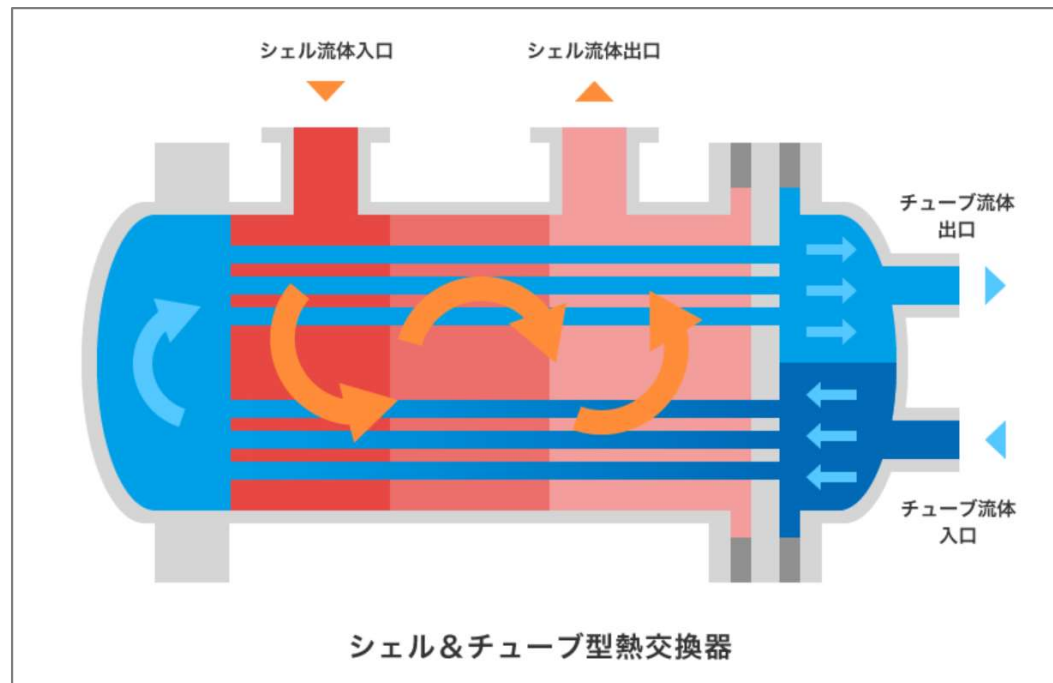 シェル流体入口
シェル流体出口
チューブ流体
出口
チューブ流体
入口
シェル＆チューブ型熱交換器